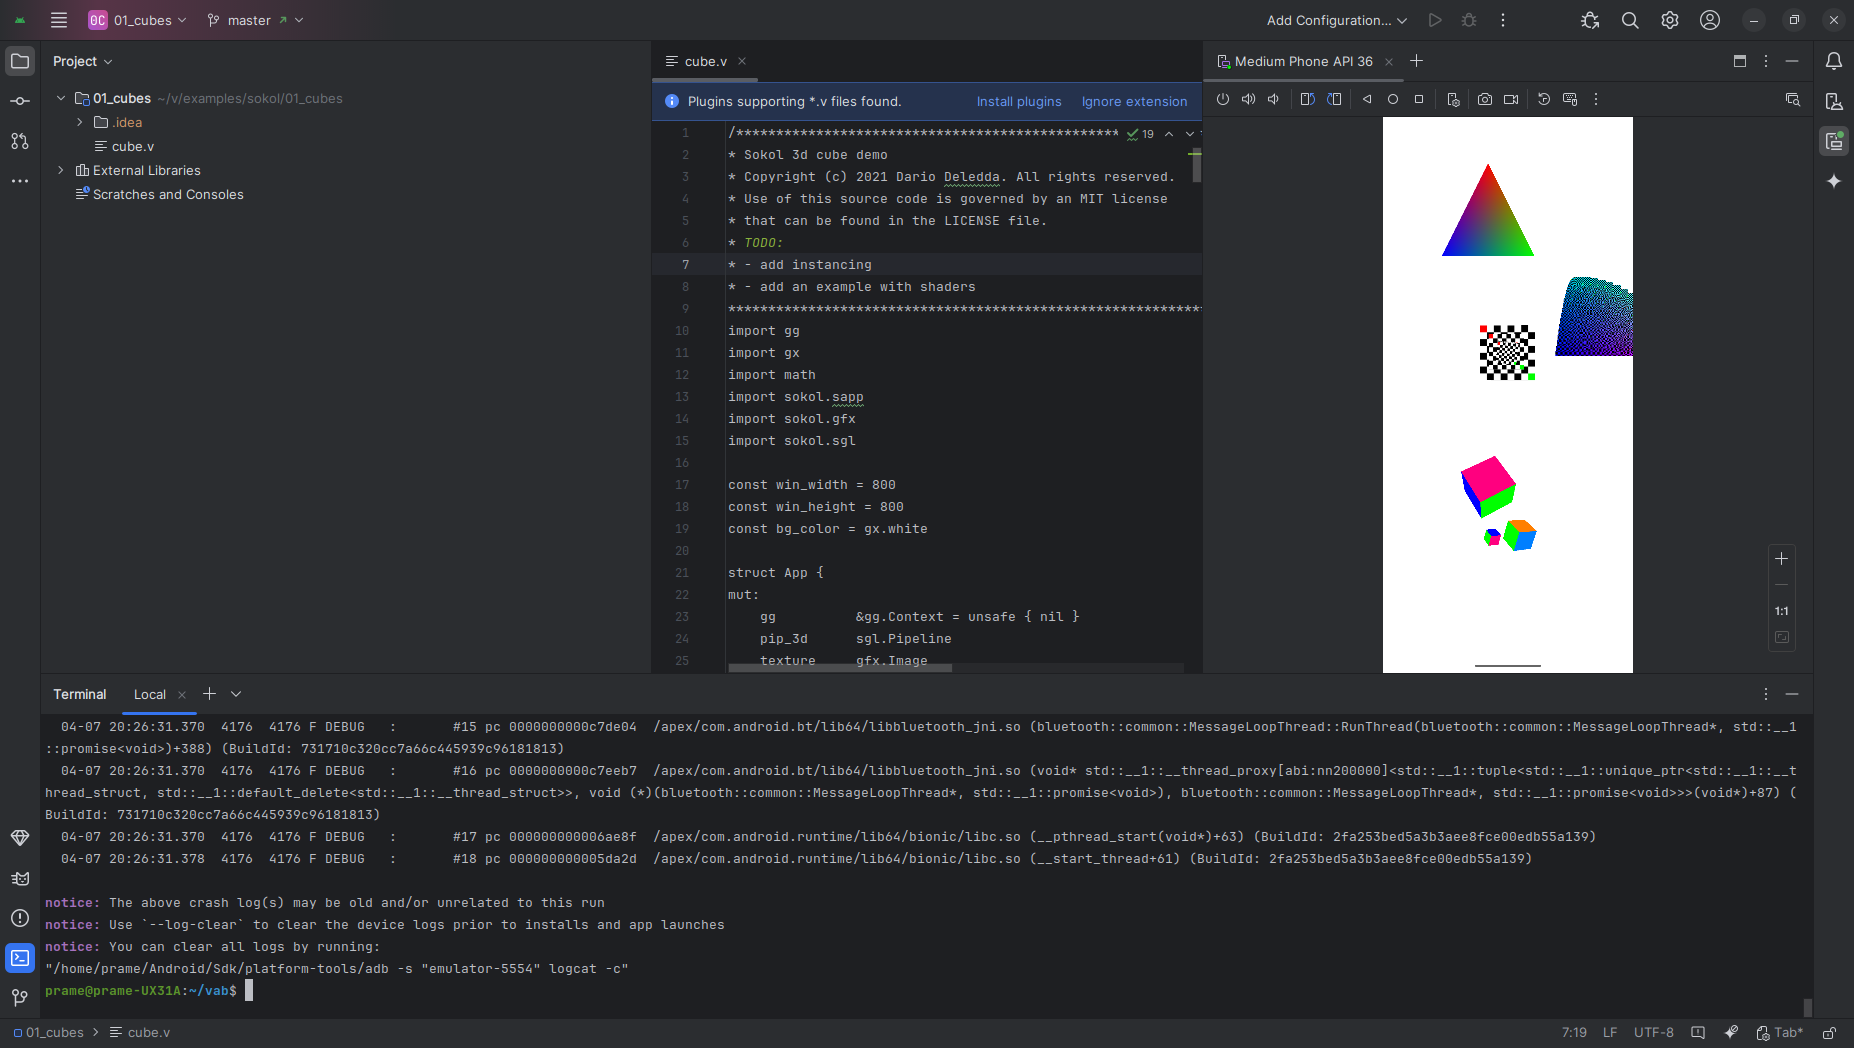 0C 01_cubes master Add Configuration...
Project
01_cubes ~/v/examples/sokol/01_cubes
.idea
cube.v
External Libraries
Scratches and Consoles
cube.v
Plugins supporting *.v files found. Install plugins Ignore extension
19
1 /************************************************
2 * Sokol 3d cube demo
3 * Copyright (c) 2021 Dario Deledda. All rights reserved.
4 * Use of this source code is governed by an MIT license
5 * that can be found in the LICENSE file.
6 * TODO:
7 * - add instancing
8 * - add an example with shaders
9 ************************************************************
10 import gg
11 import gx
12 import math
13 import sokol.sapp
14 import sokol.gfx
15 import sokol.sgl
16
17 const win_width = 800
18 const win_height = 800
19 const bg_color = gx.white
20
21 struct App {
22 mut:
23 gg &gg.Context = unsafe { nil }
24 pip_3d sgl.Pipeline
25 texture gfx.Image
Medium Phone API 36
1:1
Terminal Local
04-07 20:26:31.370 4176 4176 F DEBUG : #15 pc 0000000000c7de04 /apex/com.android.bt/lib64/libbluetooth_jni.so (bluetooth::common::MessageLoopThread::RunThread(bluetooth::common::MessageLoopThread*, std::__1
::promise<void>)+388) (BuildId: 731710c320cc7a66c445939c96181813)
04-07 20:26:31.370 4176 4176 F DEBUG : #16 pc 0000000000c7eeb7 /apex/com.android.bt/lib64/libbluetooth_jni.so (void* std::__1::__thread_proxy[abi:nn200000]<std::__1::tuple<std::__1::unique_ptr<std::__1::__t
hread_struct, std::__1::default_delete<std::__1::__thread_struct>>, void (*)(bluetooth::common::MessageLoopThread*, std::__1::promise<void>), bluetooth::common::MessageLoopThread*, std::__1::promise<void>>>(void*)+87) (
BuildId: 731710c320cc7a66c445939c96181813)
04-07 20:26:31.370 4176 4176 F DEBUG : #17 pc 000000000006ae8f /apex/com.android.runtime/lib64/bionic/libc.so (__pthread_start(void*)+63) (BuildId: 2fa253bed5a3b3aee8fce00edb55a139)
04-07 20:26:31.378 4176 4176 F DEBUG : #18 pc 000000000005da2d /apex/com.android.runtime/lib64/bionic/libc.so (__start_thread+61) (BuildId: 2fa253bed5a3b3aee8fce00edb55a139)
notice: The above crash log(s) may be old and/or unrelated to this run
notice: Use `--log-clear` to clear the device logs prior to installs and app launches
notice: You can clear all logs by running:
"/home/prame/Android/Sdk/platform-tools/adb -s "emulator-5554" logcat -c"
prame@prame-UX31A:~/vab$
01_cubes cube.v 7:19 LF UTF-8 Tab*